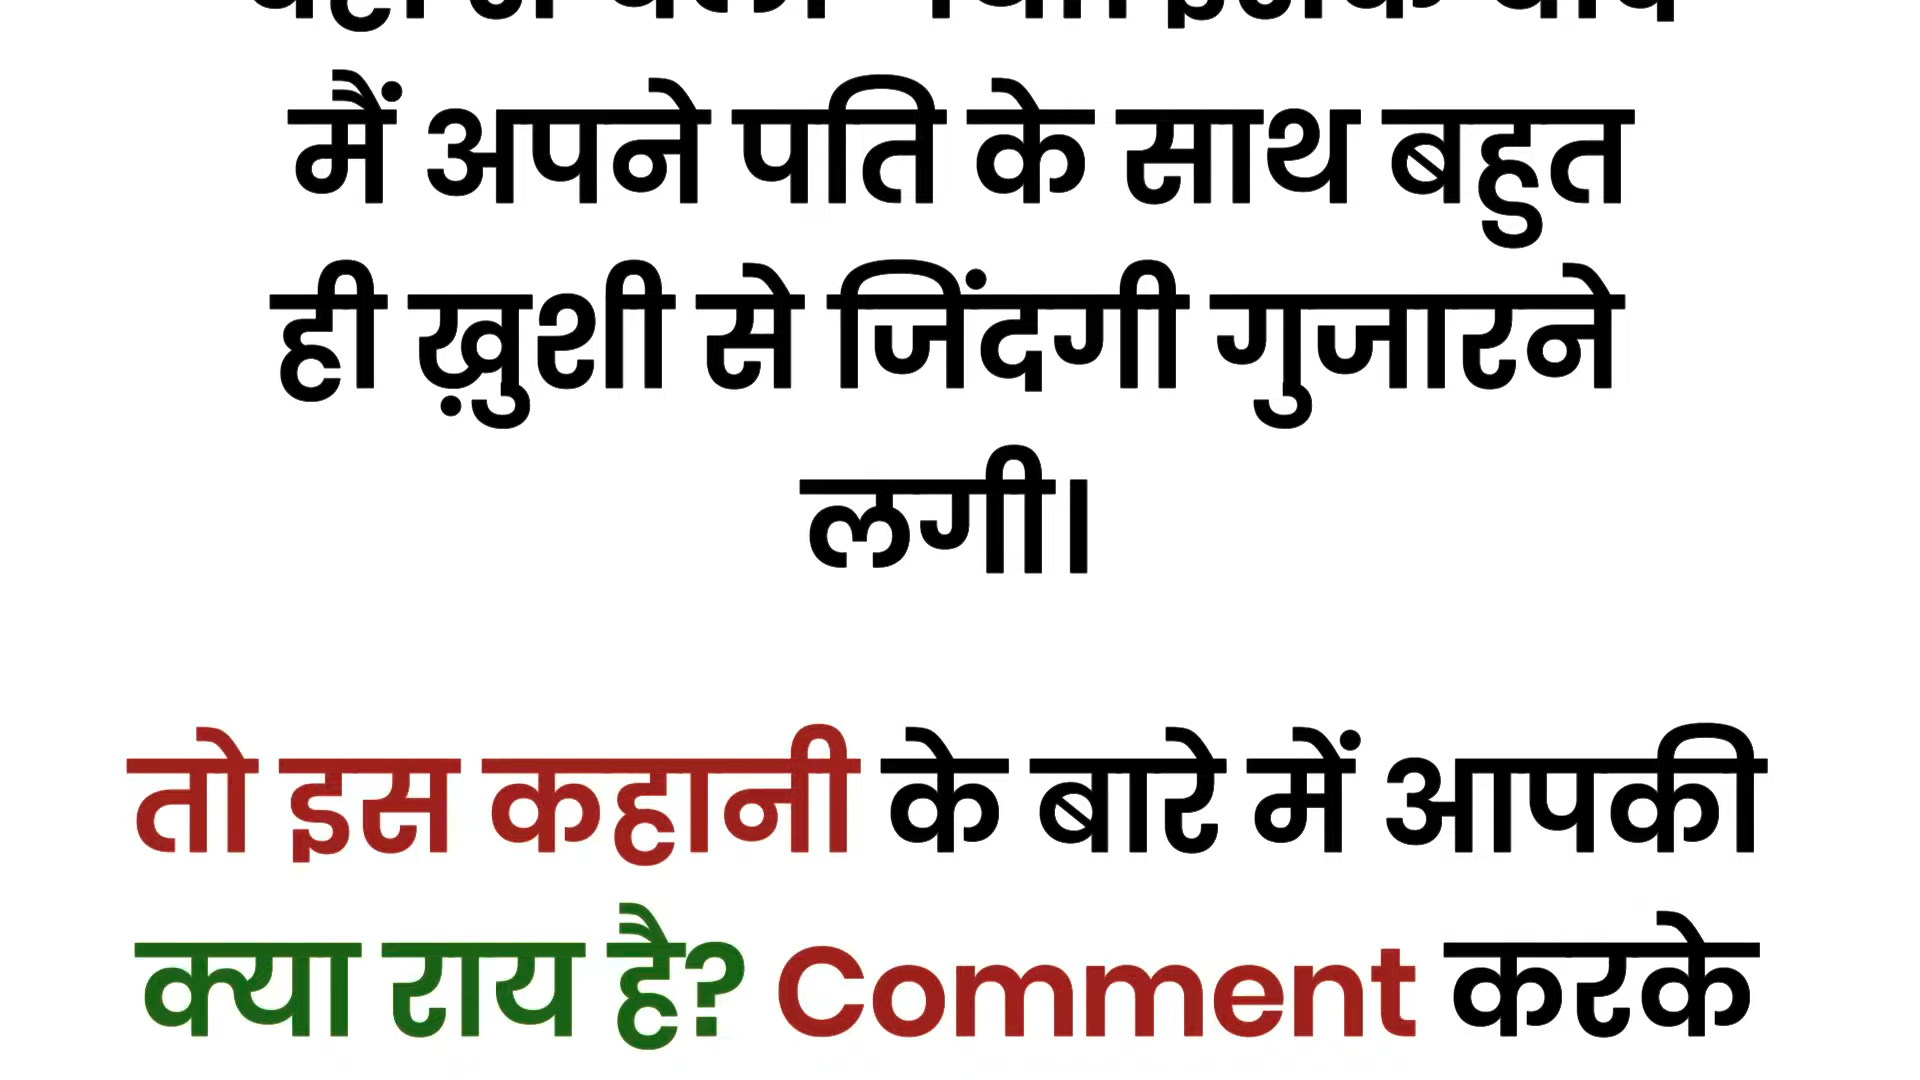 मैं अपने पति के साथ बहुत
ही ख़ुशी से जिंदगी गुजारने
लगी।
तो इस कहानी के बारे में आपकी
क्या राय है? Comment करके